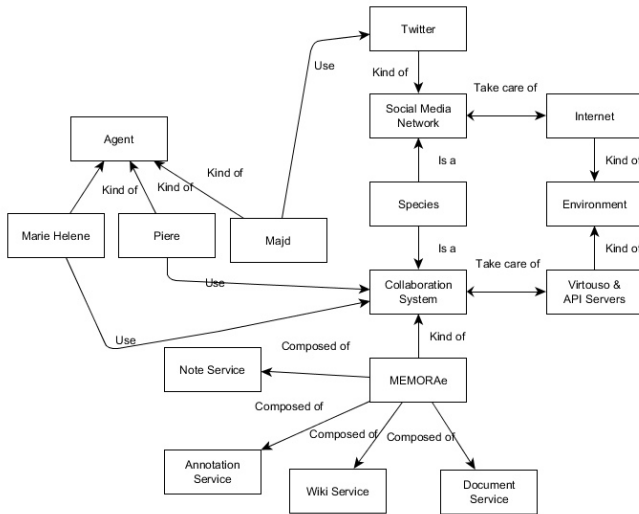 Twitter
Use
Kind of
Take care of
Social Media
Network
Internet
Agent
Kind of
Is a
Kind of
Kind of
Kind of
Species
Environment
Marie Helene
Piere
Majd
Is a
Kind of
Take care of
Use
Collaboration
System
Virtouso &
API Servers
Use
Kind of
Composed of
Note Service
MEMORAe
Composed of
Composed of
Composed of
Annotation
Service
Wiki Service
Document
Service